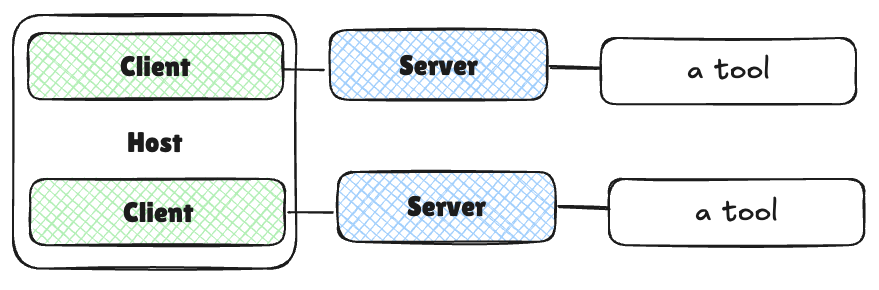 Client
Server
a tool
Host
Client
Server
a tool